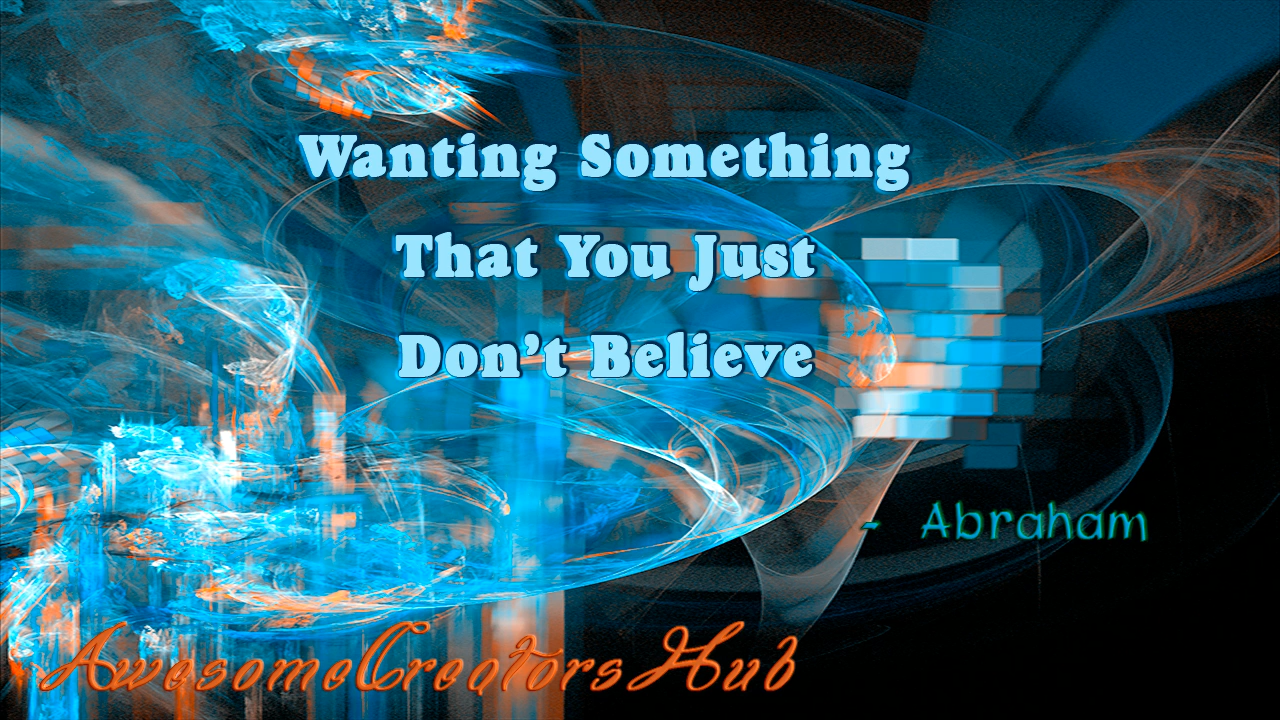 Wanting Something
That You Just
Don’t Believe
- Abraham
AwesomeCreatorsHub